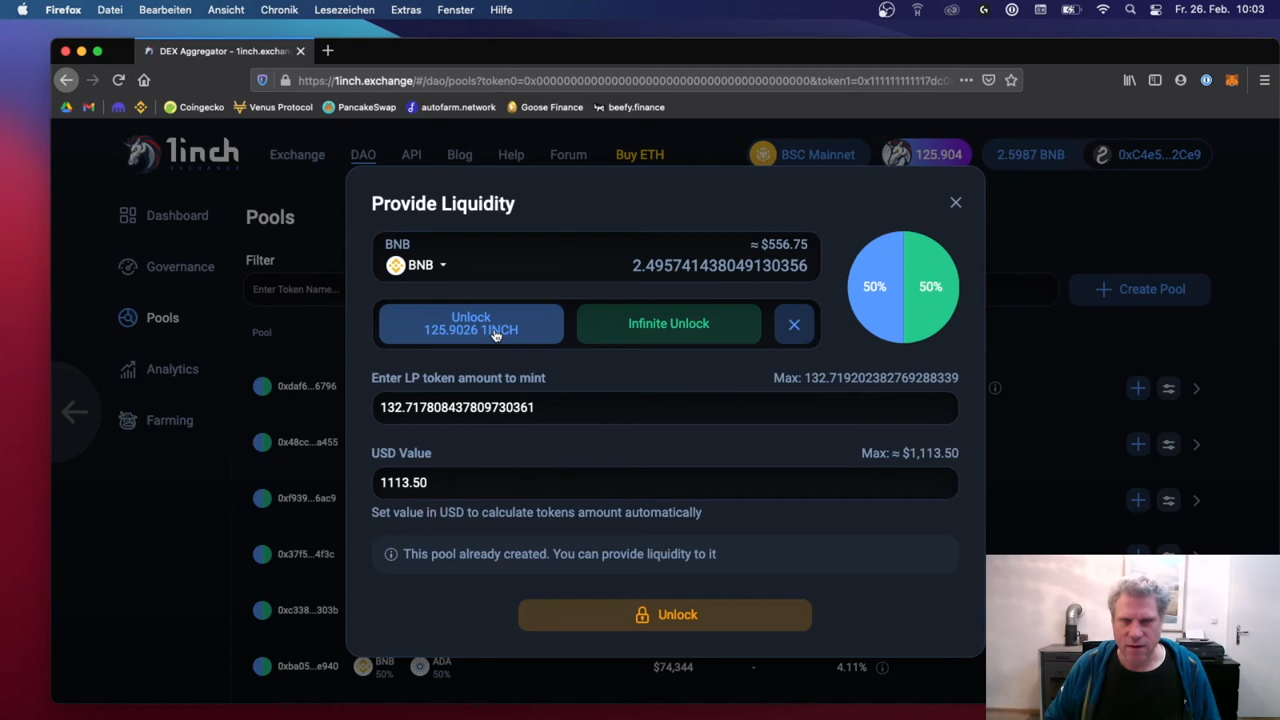 Firefox Datei Bearbeiten Ansicht Chronik Lesezeichen Extras Fenster Hilfe Fr. 26. Feb. 10:03
DEX Aggregator - 1inch.exchan
https://1inch.exchange/#/dao/pools?token0=0x0000000000000000000000000000000000000000&token1=0x111111111117dc0
Coingecko Venus Protocol PancakeSwap autofarm.network Goose Finance beefy.finance
1inch
EXCHANGE
Exchange DAO API Blog Help Forum Buy ETH BSC Mainnet 125.904 2.5987 BNB 0xC4e5...2Ce9
Dashboard
Governance
Pools
Analytics
Farming
Pools
Filter
Enter Token Name...
Create Pool
Pool
0xdaf6...6796
0x48cc...a455
0xf939...6ac9
0x37f5...4f3c
0xc338...303b
0xba05...e940 BNB 50% ADA 50% $74,344 - 4.11%
Provide Liquidity
BNB ≈ $556.75
BNB 2.495741438049130356
50% 50%
Unlock
125.9026 1INCH
Infinite Unlock
Enter LP token amount to mint Max: 132.719202382769288339
132.717808437809730361
USD Value Max: ≈ $1,113.50
1113.50
Set value in USD to calculate tokens amount automatically
This pool already created. You can provide liquidity to it
Unlock